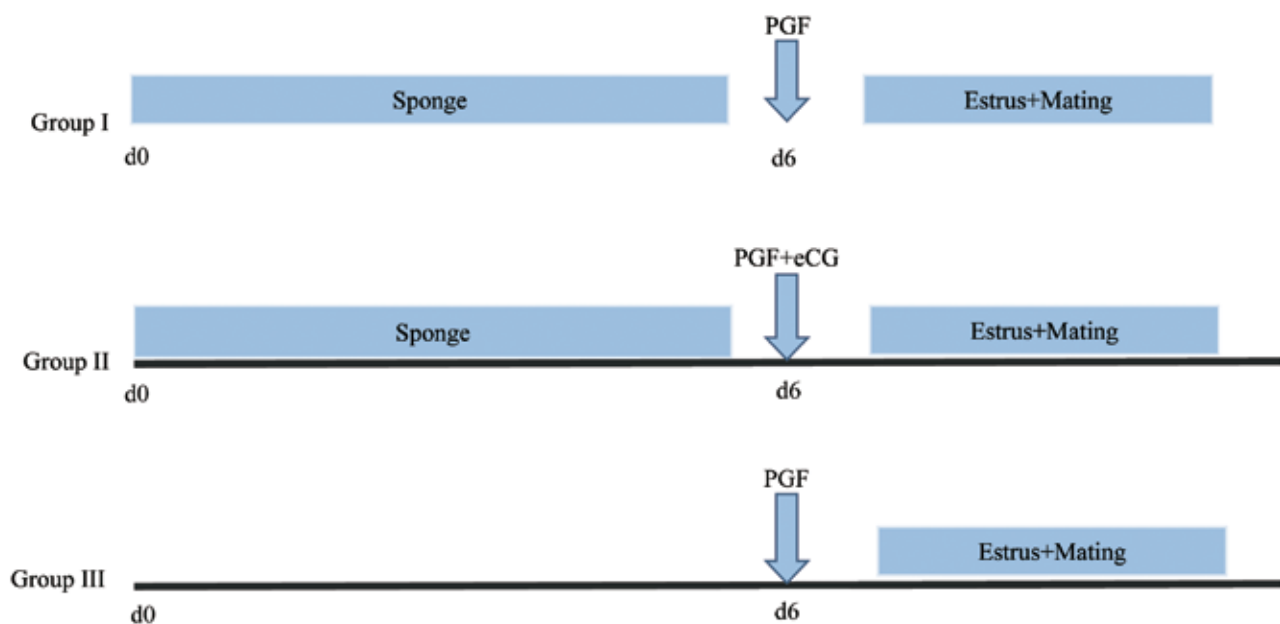 PGF
Sponge
Estrus+Mating
Group I
d0
d6
PGF+eCG
Sponge
Estrus+Mating
Group II
d0
d6
PGF
Estrus+Mating
Group III
d0
d6